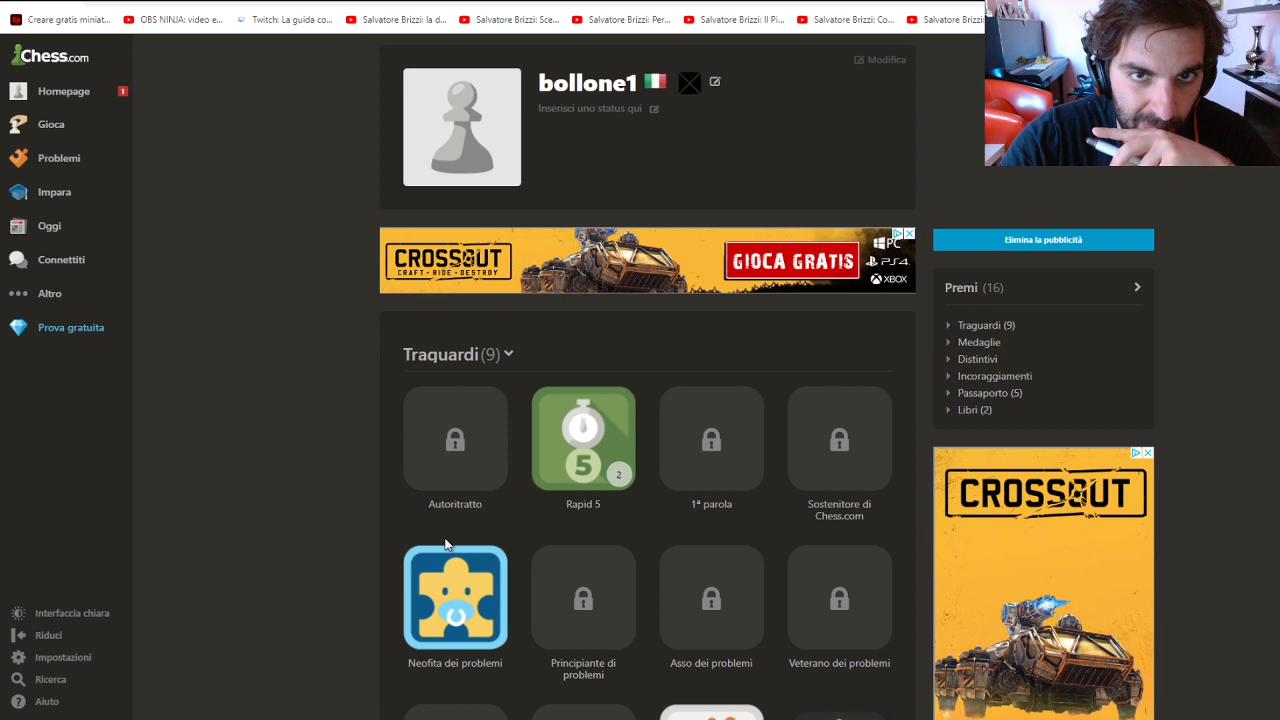 Creare gratis miniat...
OBS NINJA: video e...
Twitch: La guida co...
Salvatore Brizzi: la d...
Salvatore Brizzi: Sce...
Salvatore Brizzi: Per...
Salvatore Brizzi: Il Pi...
Salvatore Brizzi: Co...
Salvatore Brizzi:
Chess.com
Homepage 1
Gioca
Problemi
Impara
Oggi
Connettiti
Altro
Prova gratuita
Interfaccia chiara
Riduci
Impostazioni
Ricerca
Aiuto
Modifica
bollone1
Inserisci uno status qui
CROSSOUT
CRAFT • RIDE • DESTROY
GIOCA GRATIS
PC
PS4
XBOX
Traguardi (9)
5
2
Autoritratto
Rapid 5
1ª parola
Sostenitore di
Chess.com
Neofita dei problemi
Principiante di
problemi
Asso dei problemi
Veterano dei problemi
Elimina la pubblicità
Premi (16)
Traguardi (9)
Medaglie
Distintivi
Incoraggiamenti
Passaporto (5)
Libri (2)
CROSSOUT